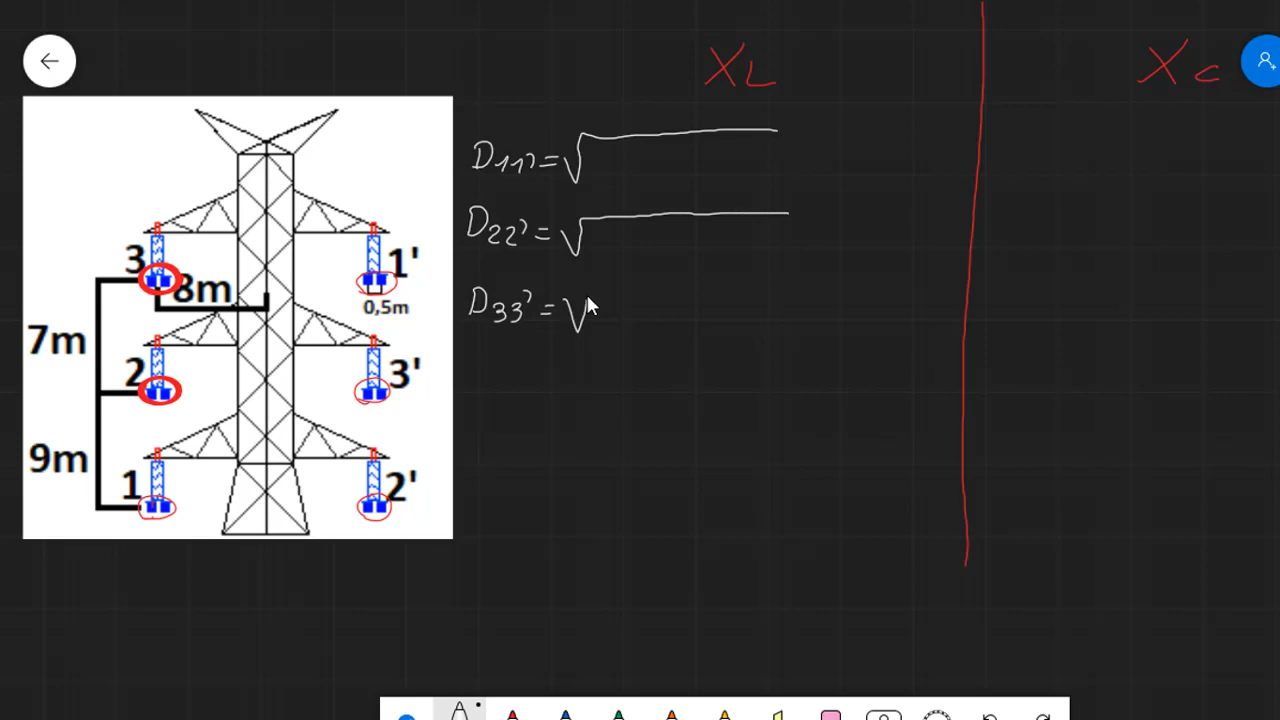 XL
Xc
D11' = √
D22' = √
D33' = √
3
1'
8m
0,5m
7m
2
3'
9m
1
2'